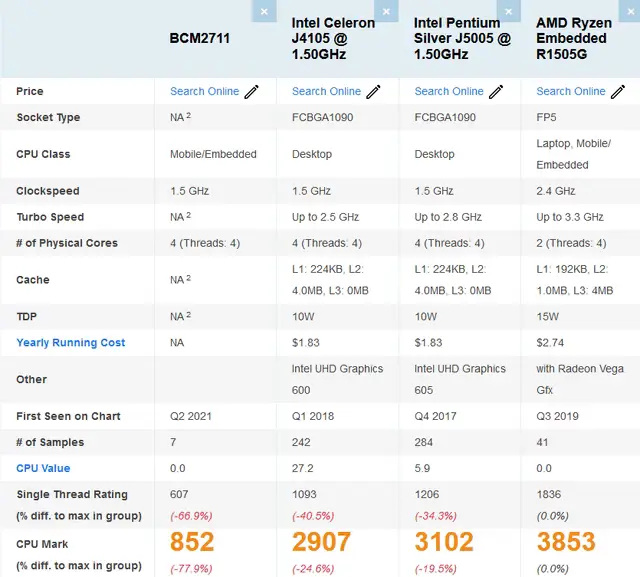 BCM2711
Intel Celeron
J4105 @
1.50GHz
Intel Pentium
Silver J5005 @
1.50GHz
AMD Ryzen
Embedded
R1505G
Price Search Online Search Online Search Online Search Online
Socket Type NA 2 FCBGA1090 FCBGA1090 FP5
CPU Class Mobile/Embedded Desktop Desktop Laptop, Mobile/
Embedded
Clockspeed 1.5 GHz 1.5 GHz 1.5 GHz 2.4 GHz
Turbo Speed NA 2 Up to 2.5 GHz Up to 2.8 GHz Up to 3.3 GHz
# of Physical Cores 4 (Threads: 4) 4 (Threads: 4) 4 (Threads: 4) 2 (Threads: 4)
Cache NA 2 L1: 224KB, L2: L1: 224KB, L2: L1: 192KB, L2:
4.0MB, L3: 0MB 4.0MB, L3: 0MB 1.0MB, L3: 4MB
TDP NA 2 10W 10W 15W
Yearly Running Cost NA $1.83 $1.83 $2.74
Other Intel UHD Graphics Intel UHD Graphics with Radeon Vega
600 605 Gfx
First Seen on Chart Q2 2021 Q1 2018 Q4 2017 Q3 2019
# of Samples 7 242 284 41
CPU Value 0.0 27.2 5.9 0.0
Single Thread Rating 607 1093 1206 1836
(% diff. to max in group) (-66.9%) (-40.5%) (-34.3%) (0.0%)
CPU Mark 852 2907 3102 3853
(% diff. to max in group) (-77.9%) (-24.6%) (-19.5%) (0.0%)